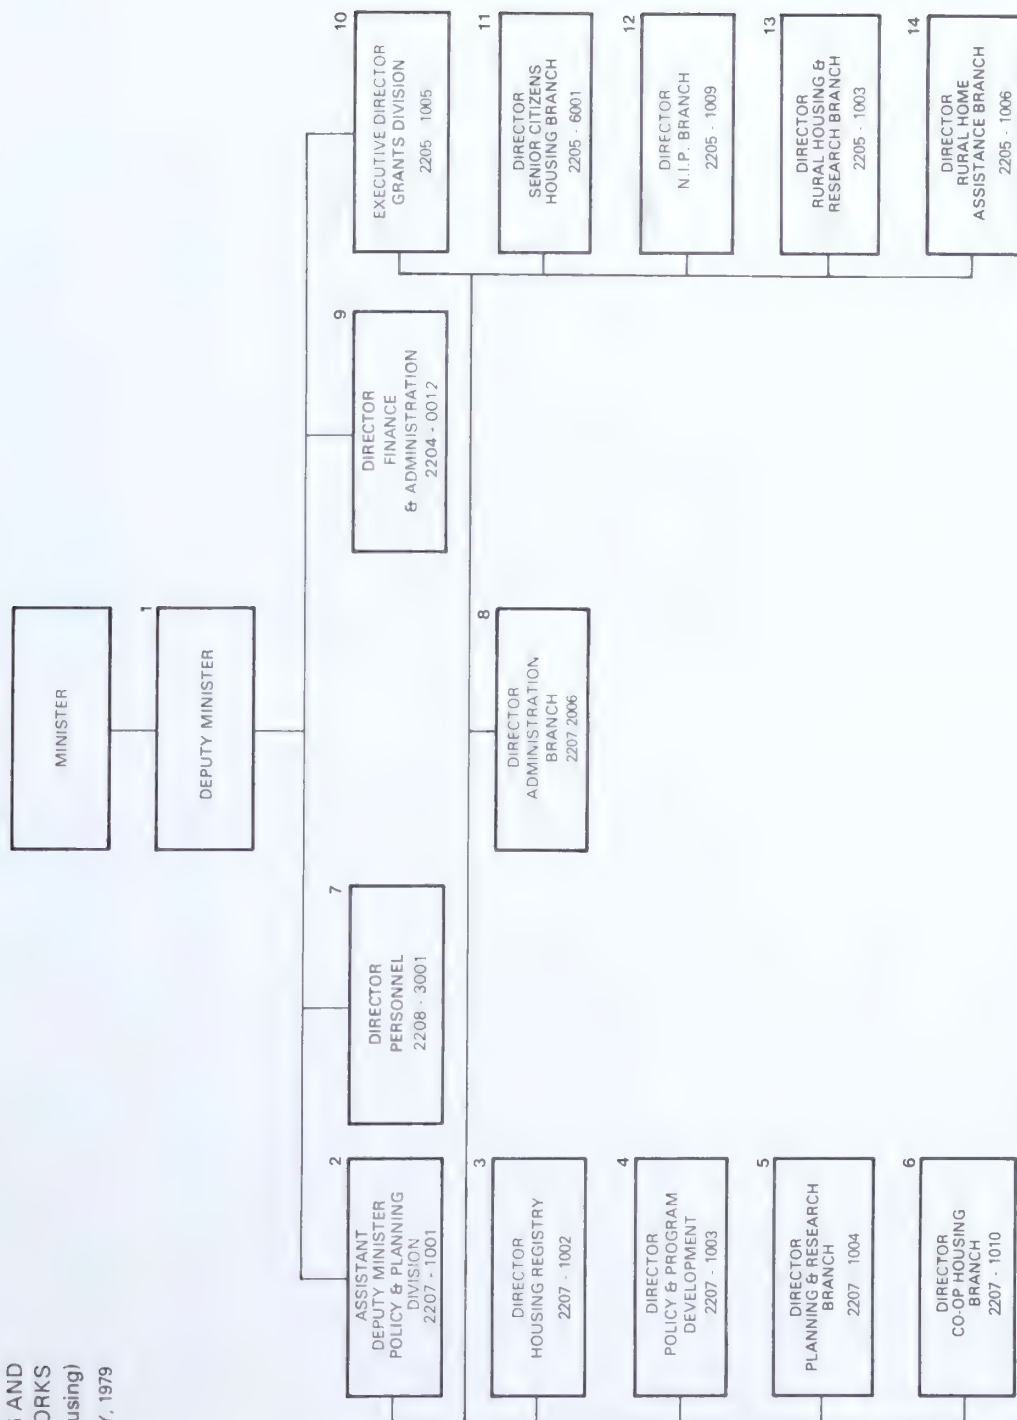 AND
ORKS
using)
Y, 1979
MINISTER
1
DEPUTY MINISTER
2
ASSISTANT
DEPUTY MINISTER
POLICY & PLANNING
DIVISION
2207 - 1001
7
DIRECTOR
PERSONNEL
2208 - 3001
9
DIRECTOR
FINANCE
& ADMINISTRATION
2204 - 0012
10
EXECUTIVE DIRECTOR
GRANTS DIVISION
2205 1005
3
DIRECTOR
HOUSING REGISTRY
2207 - 1002
8
DIRECTOR
ADMINISTRATION
BRANCH
2207 2006
11
DIRECTOR
SENIOR CITIZENS
HOUSING BRANCH
2205 - 6001
4
DIRECTOR
POLICY & PROGRAM
DEVELOPMENT
2207 - 1003
12
DIRECTOR
N.I.P. BRANCH
2205 - 1009
5
DIRECTOR
PLANNING & RESEARCH
BRANCH
2207 1004
13
DIRECTOR
RURAL HOUSING &
RESEARCH BRANCH
2205 - 1003
6
DIRECTOR
CO-OP HOUSING
BRANCH
2207 - 1010
14
DIRECTOR
RURAL HOME
ASSISTANCE BRANCH
2205 - 1006